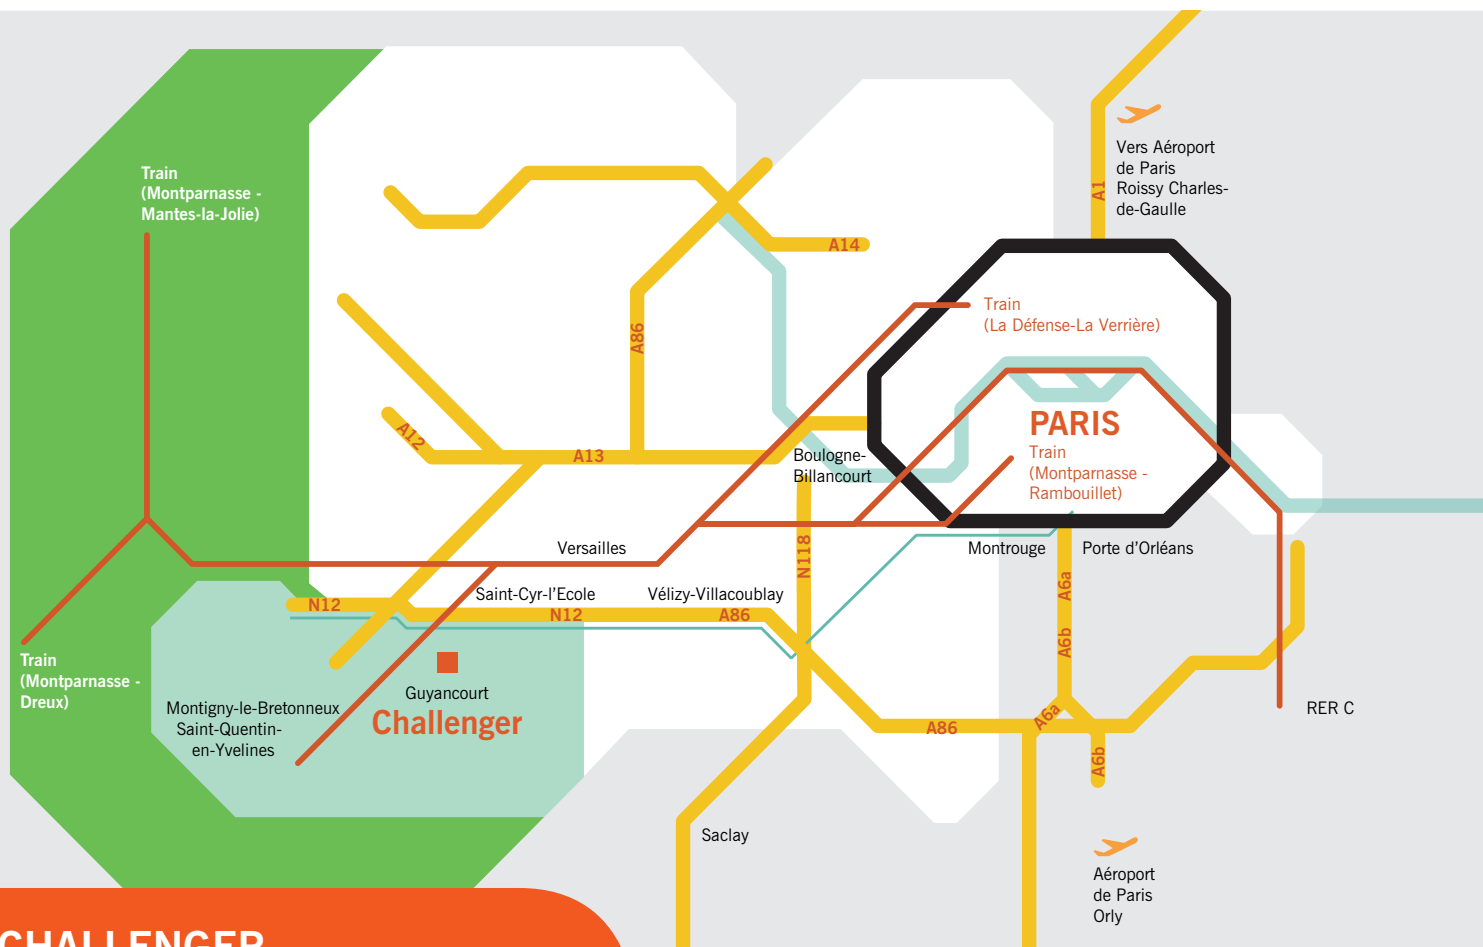 Vers Aéroport
de Paris
Roissy Charles-
de-Gaulle
A1
Train
(Montparnasse -
Mantes-la-Jolie)
A14
Train
(La Défense-La Verrière)
A86
PARIS
A12
A13
Boulogne-
Billancourt
Train
(Montparnasse -
Rambouillet)
Versailles
N118
Montrouge
Porte d'Orléans
Saint-Cyr-l'Ecole
Vélizy-Villacoublay
A6a
N12
N12
A86
A6b
Train
(Montparnasse -
Dreux)
Guyancourt
Challenger
Montigny-le-Bretonneux
Saint-Quentin-
en-Yvelines
RER C
A86
A6a
A6b
Saclay
Aéroport
de Paris
Orly
CHALLENGER